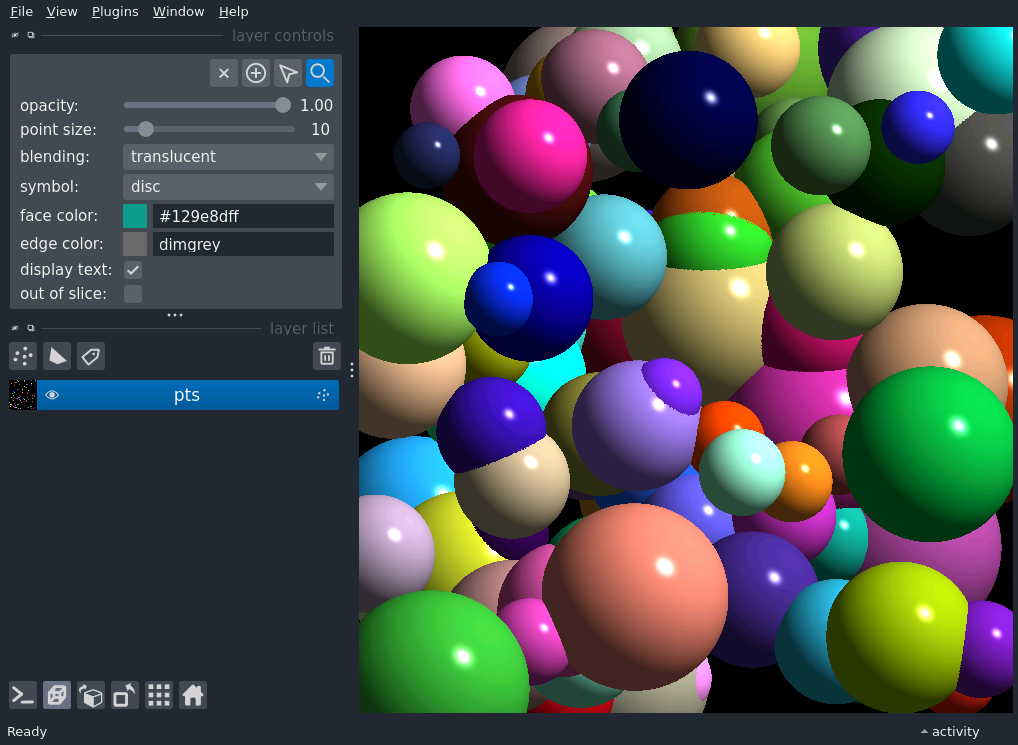 File View Plugins Window Help
layer controls
opacity: 1.00
point size: 10
blending: translucent
symbol: disc
face color: #129e8dff
edge color: dimgrey
display text:
out of slice:
layer list
pts
Ready activity